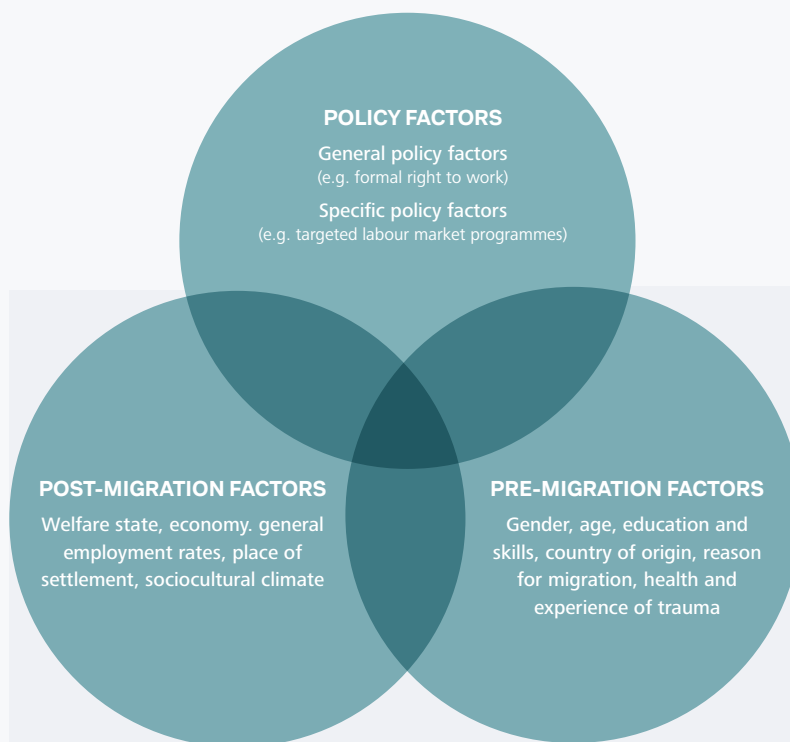 POLICY FACTORS
General policy factors
(e.g. formal right to work)
Specific policy factors
(e.g. targeted labour market programmes)
POST-MIGRATION FACTORS
Welfare state, economy. general
employment rates, place of
settlement, sociocultural climate
PRE-MIGRATION FACTORS
Gender, age, education and
skills, country of origin, reason
for migration, health and
experience of trauma